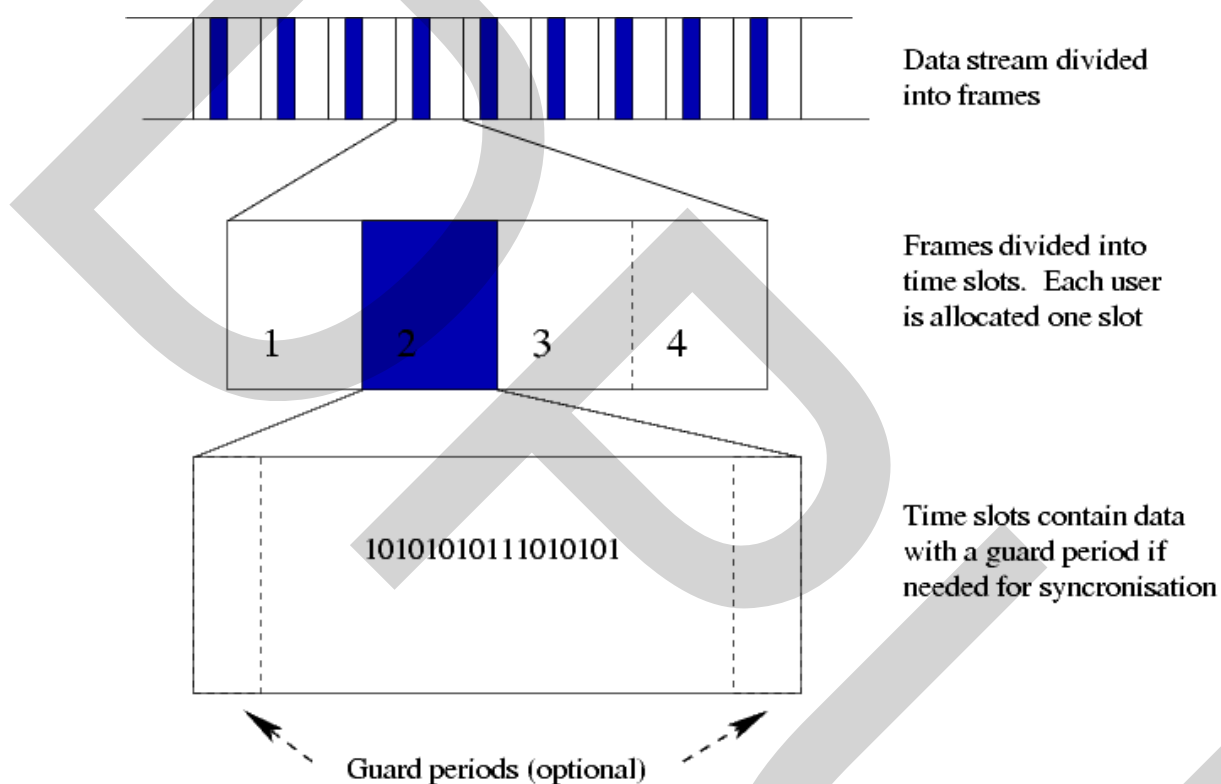 Data stream divided
into frames
1
2
3
4
Frames divided into
time slots. Each user
is allocated one slot
10101010111010101
Time slots contain data
with a guard period if
needed for syncronisation
Guard periods (optional)